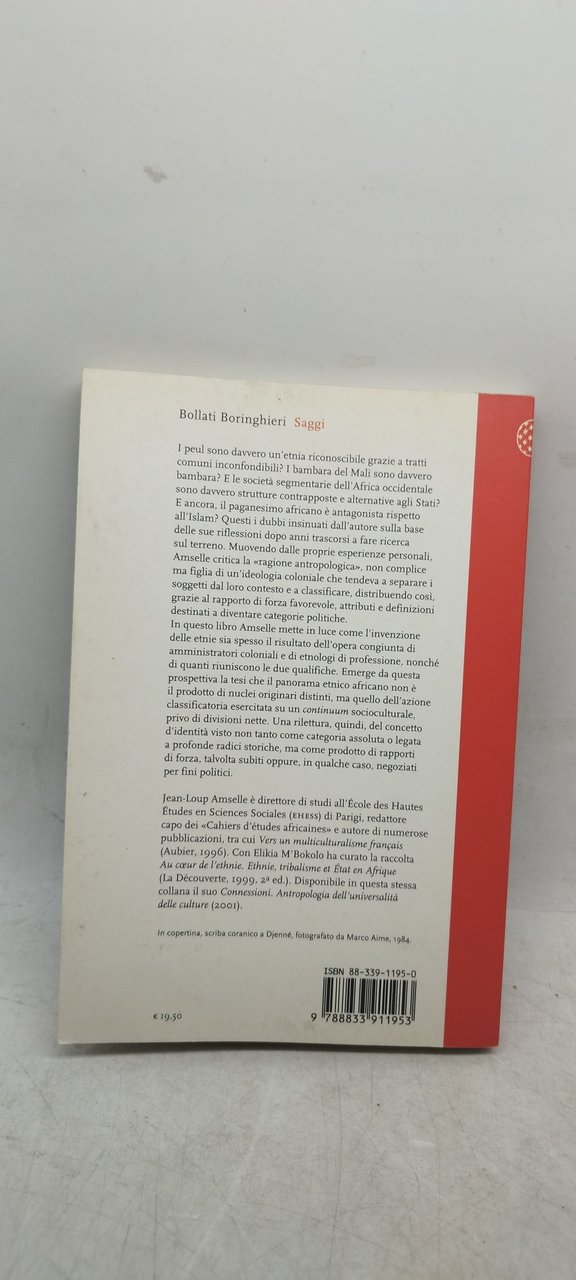 Bollati Boringhieri Saggi
I peul sono davvero un'etnia riconoscibile grazie a tratti
comuni inconfondibili? I bambara del Mali sono davvero
bambara? E le società segmentarie dell'Africa occidentale
sono davvero strutture contrapposte e alternative agli Stati?
E ancora, il paganesimo africano è antagonista rispetto
all'Islam? Questi i dubbi insinuati dall'autore sulla base
delle sue riflessioni dopo anni trascorsi a fare ricerca
sul terreno. Muovendo dalle proprie esperienze personali,
Amselle critica la «ragione antropologica», non complice
ma figlia di un'ideologia coloniale che tendeva a separare i
soggetti dal loro contesto e a classificare, distribuendo così,
grazie al rapporto di forza favorevole, attributi e definizioni
destinati a diventare categorie politiche.
In questo libro Amselle mette in luce come l'invenzione
delle etnie sia spesso il risultato dell'opera congiunta di
amministratori coloniali e di etnologi di professione, nonché
di quanti riuniscono le due qualifiche. Emerge da questa
prospettiva la tesi che il panorama etnico africano non è
il prodotto di nuclei originari distinti, ma quello dell'azione
classificatoria esercitata su un continuum socioculturale,
privo di divisioni nette. Una rilettura, quindi, del concetto
d'identità visto non tanto come categoria assoluta o legata
a profonde radici storiche, ma come prodotto di rapporti
di forza, talvolta subiti oppure, in qualche caso, negoziati
per fini politici.
Jean-Loup Amselle è direttore di studi all'École des Hautes
Études en Sciences Sociales (EHESS) di Parigi, redattore
capo dei «Cahiers d'études africaines» e autore di numerose
pubblicazioni, tra cui Vers un multiculturalisme français
(Aubier, 1996). Con Elikia M'Bokolo ha curato la raccolta
Au cœur de l'ethnie. Ethnie, tribalisme et État en Afrique
(La Découverte, 1999, 2ª ed.). Disponibile in questa stessa
collana il suo Connessioni. Antropologia dell'universalità
delle culture (2001).
In copertina, scriba coranico a Djenné, fotografato da Marco Aime, 1984.
ISBN 88-339-1195-0
€ 19,50
9 788833 911953